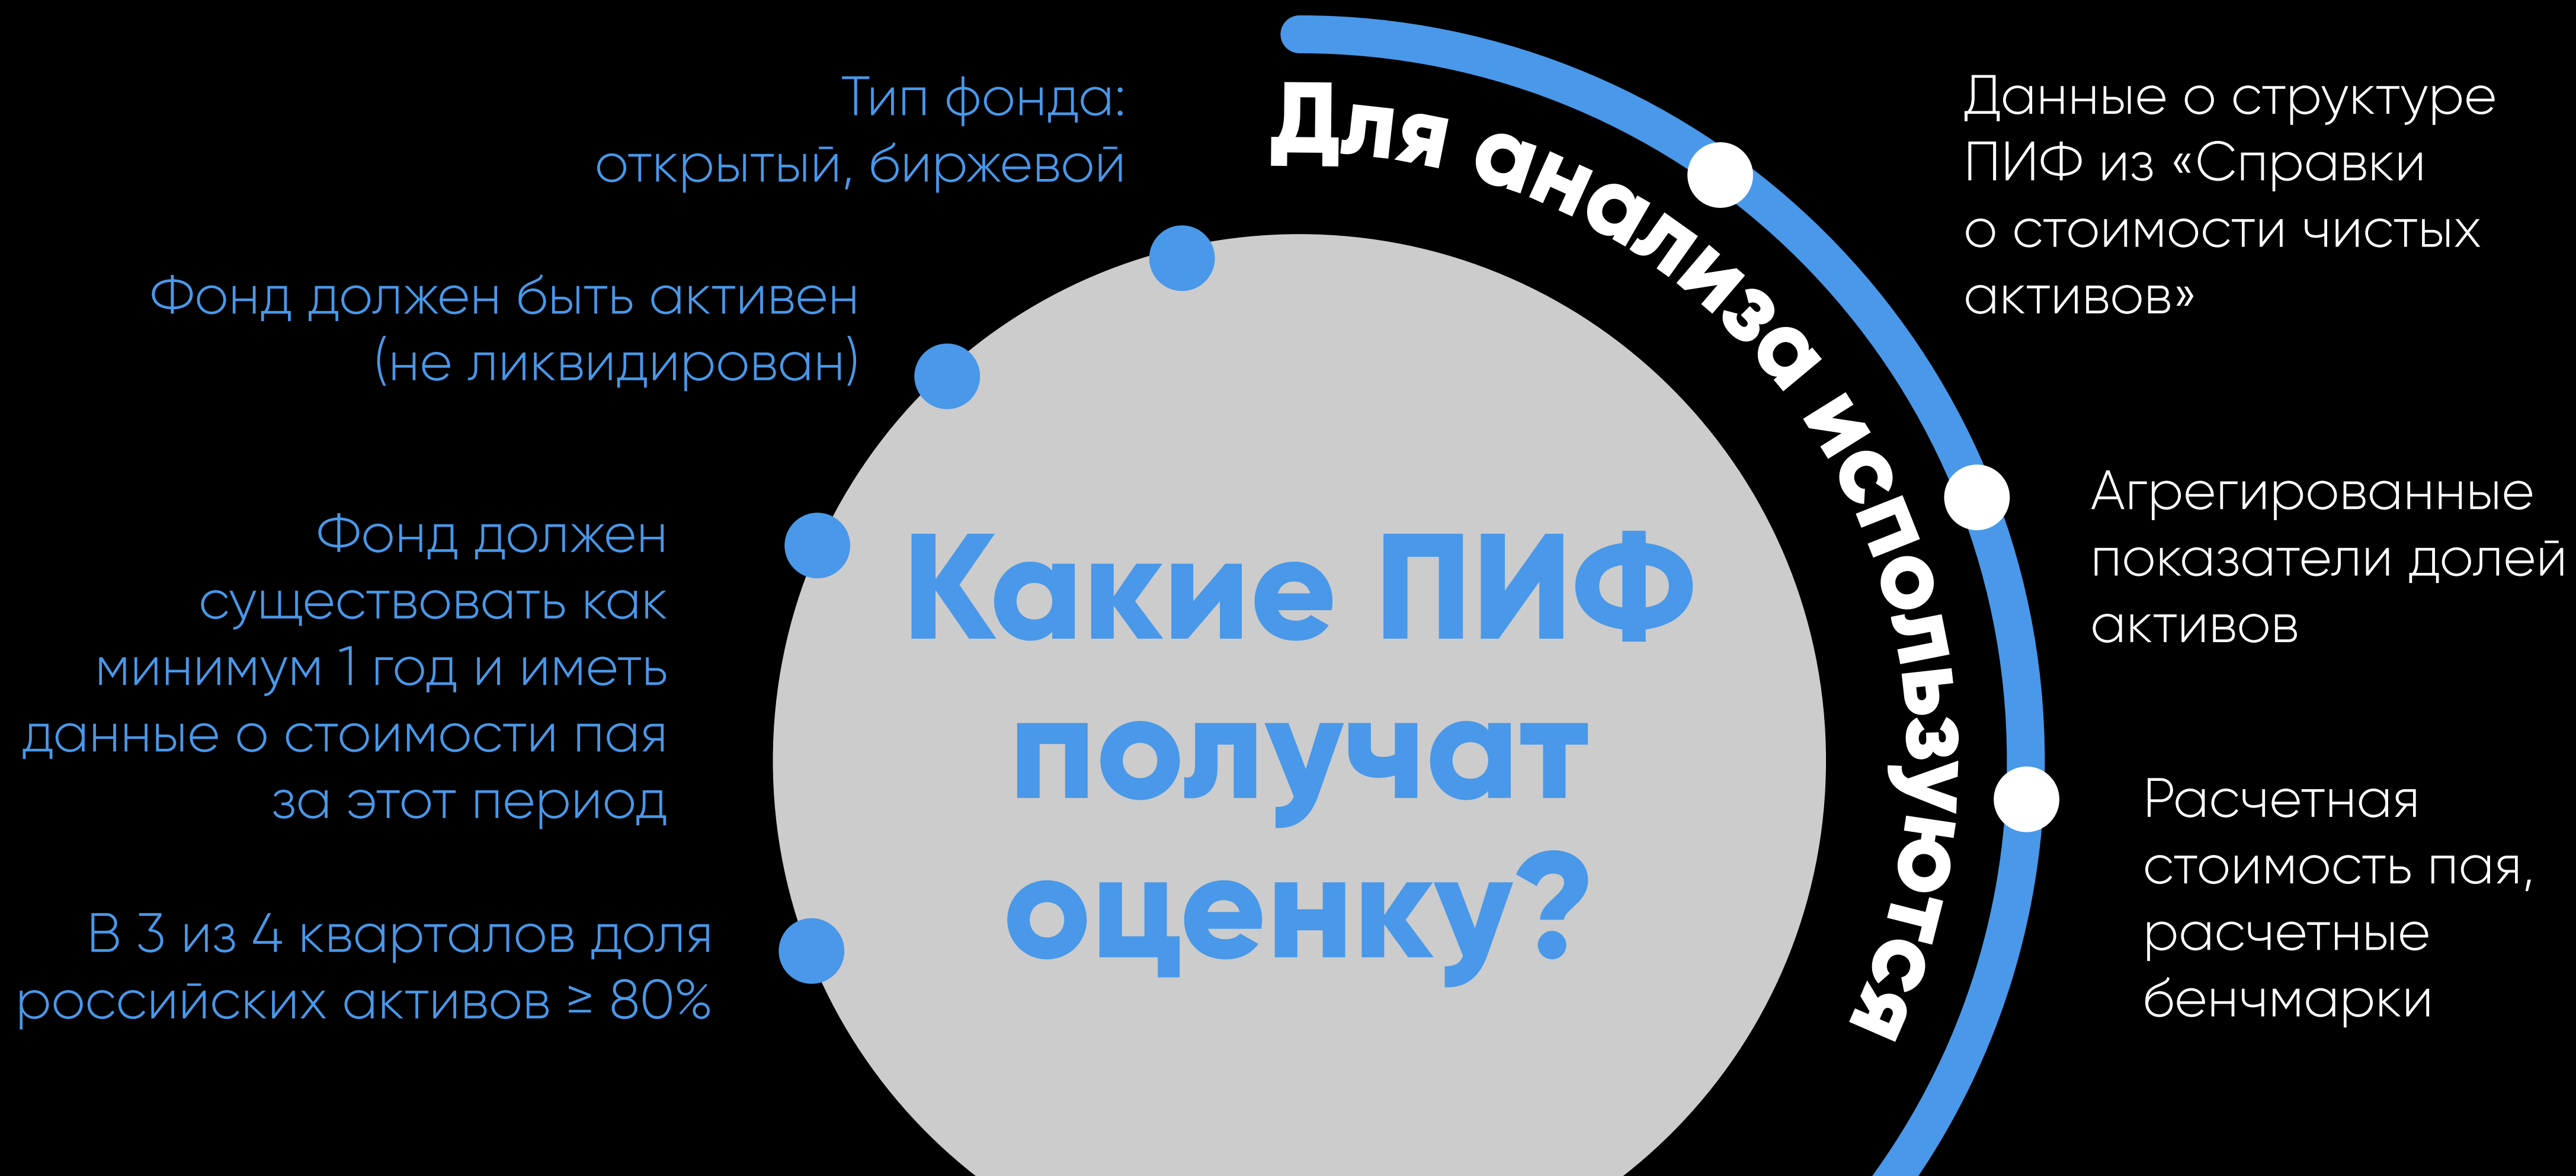 Тип фонда:
открытый, биржевой
Фонд должен быть активен
(не ликвидирован)
Фонд должен
существовать как
минимум 1 год и иметь
данные о стоимости пая
за этот период
В 3 из 4 кварталов доля
российских активов ≥ 80%
Какие ПИФ
получат
оценку?
Для анализа используются
Данные о структуре
ПИФ из «Справки
о стоимости чистых
активов»
Агрегированные
показатели долей
активов
Расчетная
стоимость пая,
расчетные
бенчмарки